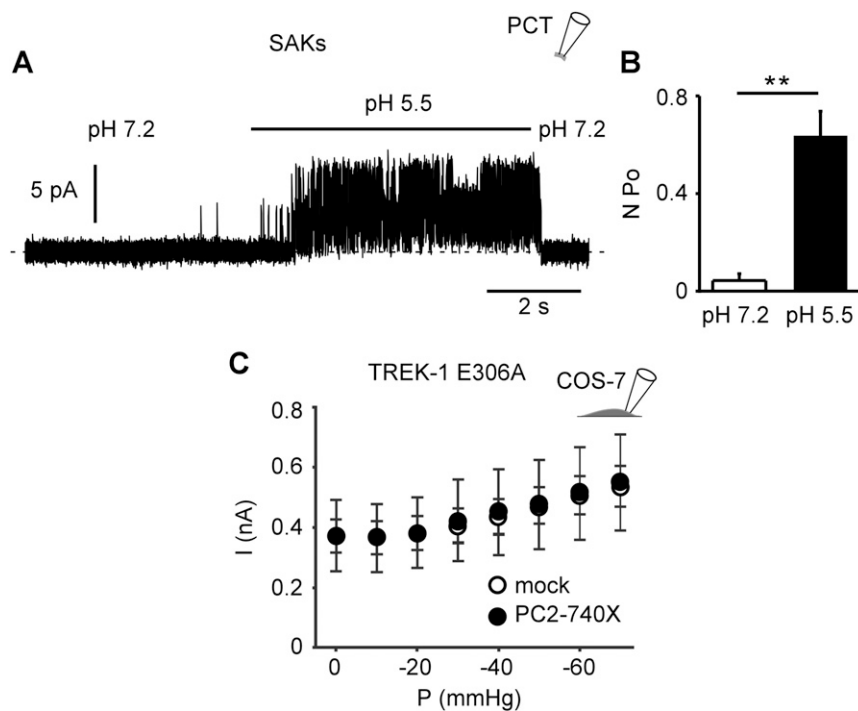 SAKs
PCT
A
B
pH 7.2
pH 5.5
pH 7.2
5 pA
2 s
**
0.8
0.4
0
N Po
pH 7.2
pH 5.5
C
TREK-1 E306A
COS-7
0.8
0.6
0.4
0.2
0
I (nA)
mock
PC2-740X
0
-20
-40
-60
P (mmHg)